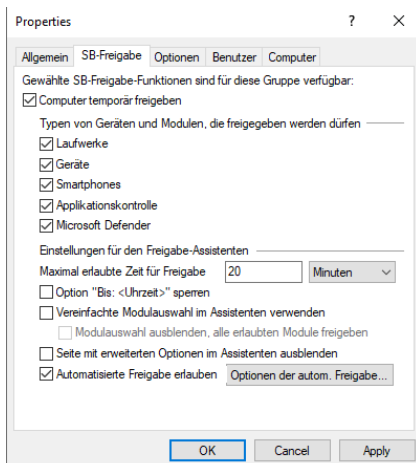 Properties ?
Allgemein SB-Freigabe Optionen Benutzer Computer
Gewählte SB-Freigabe-Funktionen sind für diese Gruppe verfügbar:
Computer temporär freigeben
Typen von Geräten und Modulen, die freigegeben werden dürfen
Laufwerke
Geräte
Smartphones
Applikationskontrolle
Microsoft Defender
Einstellungen für den Freigabe-Assistenten
Maximal erlaubte Zeit für Freigabe 20 Minuten
Option "Bis: <Uhrzeit>" sperren
Vereinfachte Modulauswahl im Assistenten verwenden
Modulauswahl ausblenden, alle erlaubten Module freigeben
Seite mit erweiterten Optionen im Assistenten ausblenden
Automatisierte Freigabe erlauben Optionen der autom. Freigabe...
OK Cancel Apply